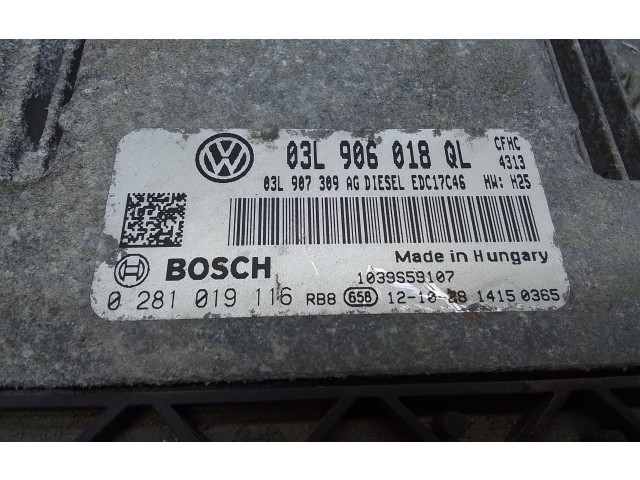 03L 906 018 QL
CFHC
4313
03L 907 309 AG DIESEL EDC17C46 HW: H25
Made in Hungary
BOSCH
1039S59107
0 281 019 116 RB8 658 12-10-28 1415 0365